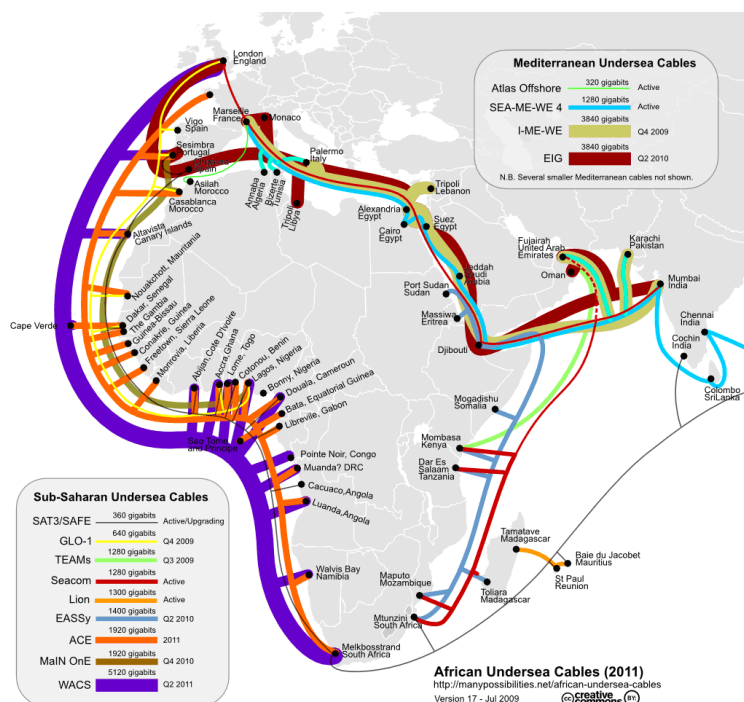 London
England
Vigo
Spain
Sesimbra
Portugal
Spain
Asilah
Morocco
Casablanca
Morocco
Altavista
Canary Islands
Marseille
France
Monaco
Palermo
Italy
Annaba
Algeria
Bizerte
Tunisia
Tripoli
Libya
Tripoli
Lebanon
Alexandria
Egypt
Cairo
Egypt
Suez
Egypt
Jeddah
Saudi
Arabia
Port Sudan
Sudan
Massiwa
Eritrea
Djibouti
Fujairah
United Arab
Emirates
Oman
Karachi
Pakistan
Mumbai
India
Chennai
India
Cochin
India
Colombo
SriLanka
Mediterranean Undersea Cables
Atlas Offshore 320 gigabits Active
SEA-ME-WE 4 1280 gigabits Active
I-ME-WE 3840 gigabits Q4 2009
EIG 3840 gigabits Q2 2010
N.B. Several smaller Mediterranean cables not shown.
Nouakchott, Mauritania
Dakar, Senegal
The Gambia
Guinea-Bissau
Conakrie, Guinea
Freetown, Sierra Leone
Monrovia, Liberia
Cape Verde
Abijan,Cote D'Ivoire
Accra Ghana
Lome, Togo
Cotonou, Benin
Lagos, Nigeria
Bonny, Nigeria
Douala, Cameroun
Bata, Equatorial Guinea
Libreville, Gabon
Sao Tome
and Principe
Pointe Noir, Congo
Muanda? DRC
Cacuaco,Angola
Luanda,Angola
Walvis Bay
Namibia
Melkbosstrand
South Africa
Mogadishu
Somalia
Mombasa
Kenya
Dar Es
Salaam
Tanzania
Maputo
Mozambique
Mtunzini
South Africa
Toliara
Madagascar
Tamatave
Madagascar
Baie du Jacobet
Mauritius
St Paul
Reunion
Sub-Saharan Undersea Cables
SAT3/SAFE 360 gigabits Active/Upgrading
GLO-1 640 gigabits Q4 2009
TEAMs 1280 gigabits Q3 2009
Seacom 1280 gigabits Active
Lion 1300 gigabits Active
EASSy 1400 gigabits Q2 2010
ACE 1920 gigabits 2011
MaIN OnE 1920 gigabits Q4 2010
WACS 5120 gigabits Q2 2011
African Undersea Cables (2011)
http://manypossibilities.net/african-undersea-cables
Version 17 - Jul 2009
cc creative commons BY: